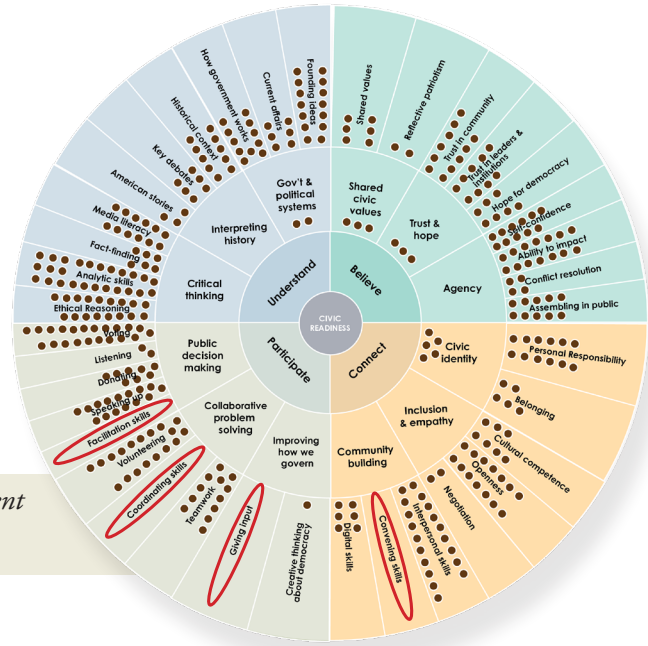 CIVIC
READINESS
Understand
Believe
Connect
Participate
Gov't &
political
systems
Interpreting
history
Critical
thinking
Shared
civic
values
Trust &
hope
Agency
Civic
identity
Inclusion
& empathy
Community
building
Improving
how we
govern
Collaborative
problem
solving
Public
decision
making
Founding ideas
Current affairs
How government
works
Historical
context
Key debates
American stories
Media literacy
Fact-finding
Analytic skills
Ethical Reasoning
Shared values
Reflective patriotism
Trust in community
Trust in leaders &
institutions
Hope for democracy
Self-confidence
Ability to impact
Conflict resolution
Assembling in public
Personal Responsibility
Belonging
Cultural competence
Openness
Negotiation
Interpersonal skills
Convening skills
Digital skills
Creative thinking
about democracy
Giving input
Teamwork
Coordinating skills
Volunteering
Facilitation skills
Speaking up
Donating
Listening
Voting
ent